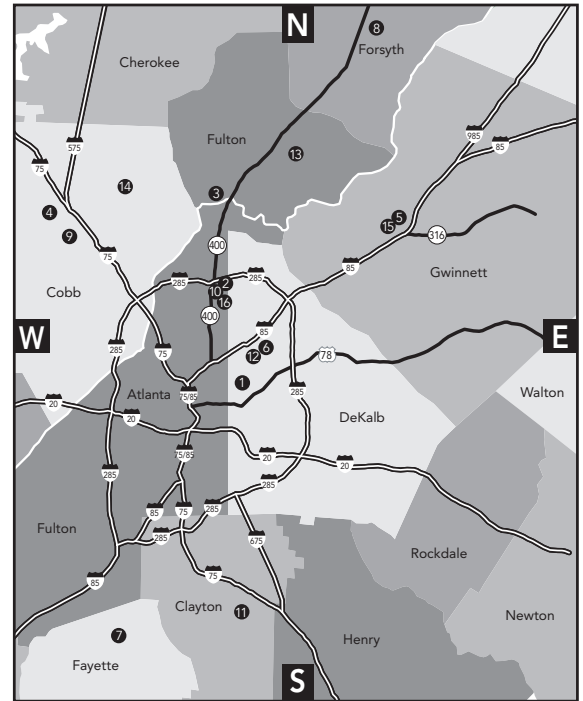 N
8
Forsyth
Cherokee
985
575
Fulton
85
75
13
14
3
4
5
15
9
316
400
75
85
Gwinnett
285
285
2
10
Cobb
16
400
85
W
E
285
75
6
12
78
1
285
Atlanta
75/85
Walton
20
20
DeKalb
75/85
20
20
285
285
285
85
75
Fulton
285
675
Rockdale
85
75
Clayton
11
Newton
7
Henry
Fayette
S